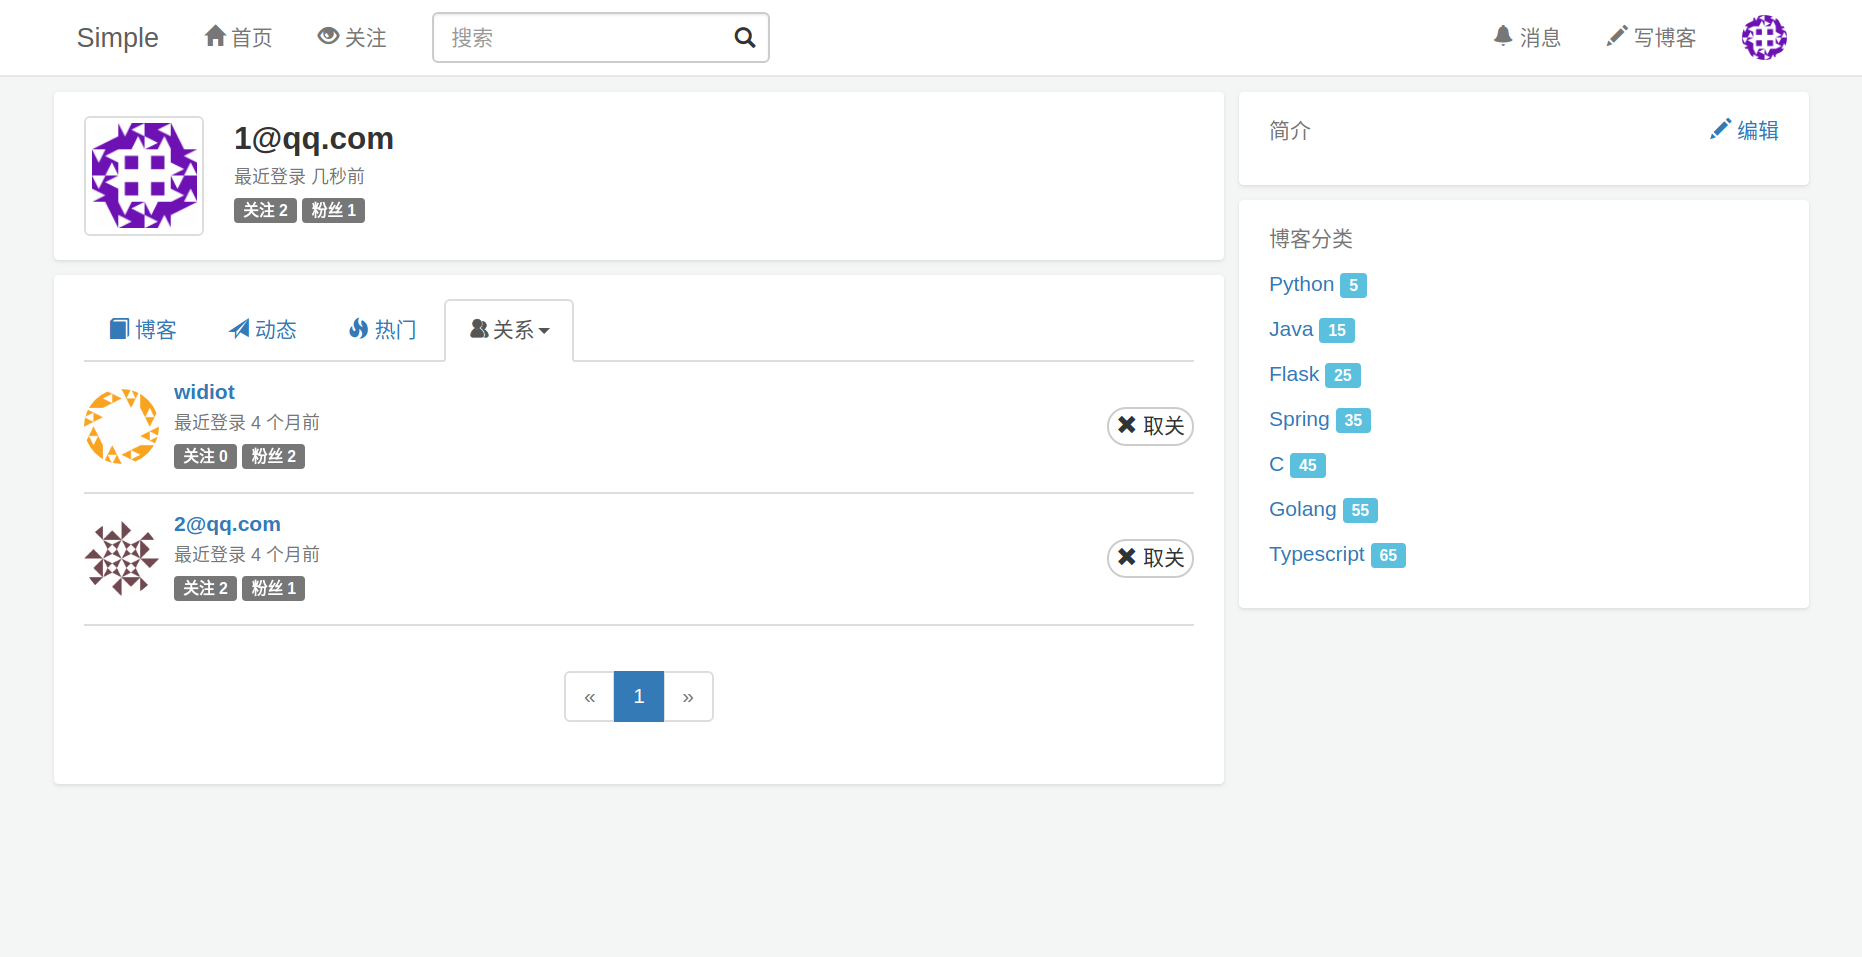 Simple 首页 关注 搜索 消息 写博客
1@qq.com
最近登录 几秒前
关注 2 粉丝 1
博客 动态 热门 关系
widiot
最近登录 4 个月前
关注 0 粉丝 2
取关
2@qq.com
最近登录 4 个月前
关注 2 粉丝 1
取关
« 1 »
简介 编辑
博客分类
Python 5
Java 15
Flask 25
Spring 35
C 45
Golang 55
Typescript 65